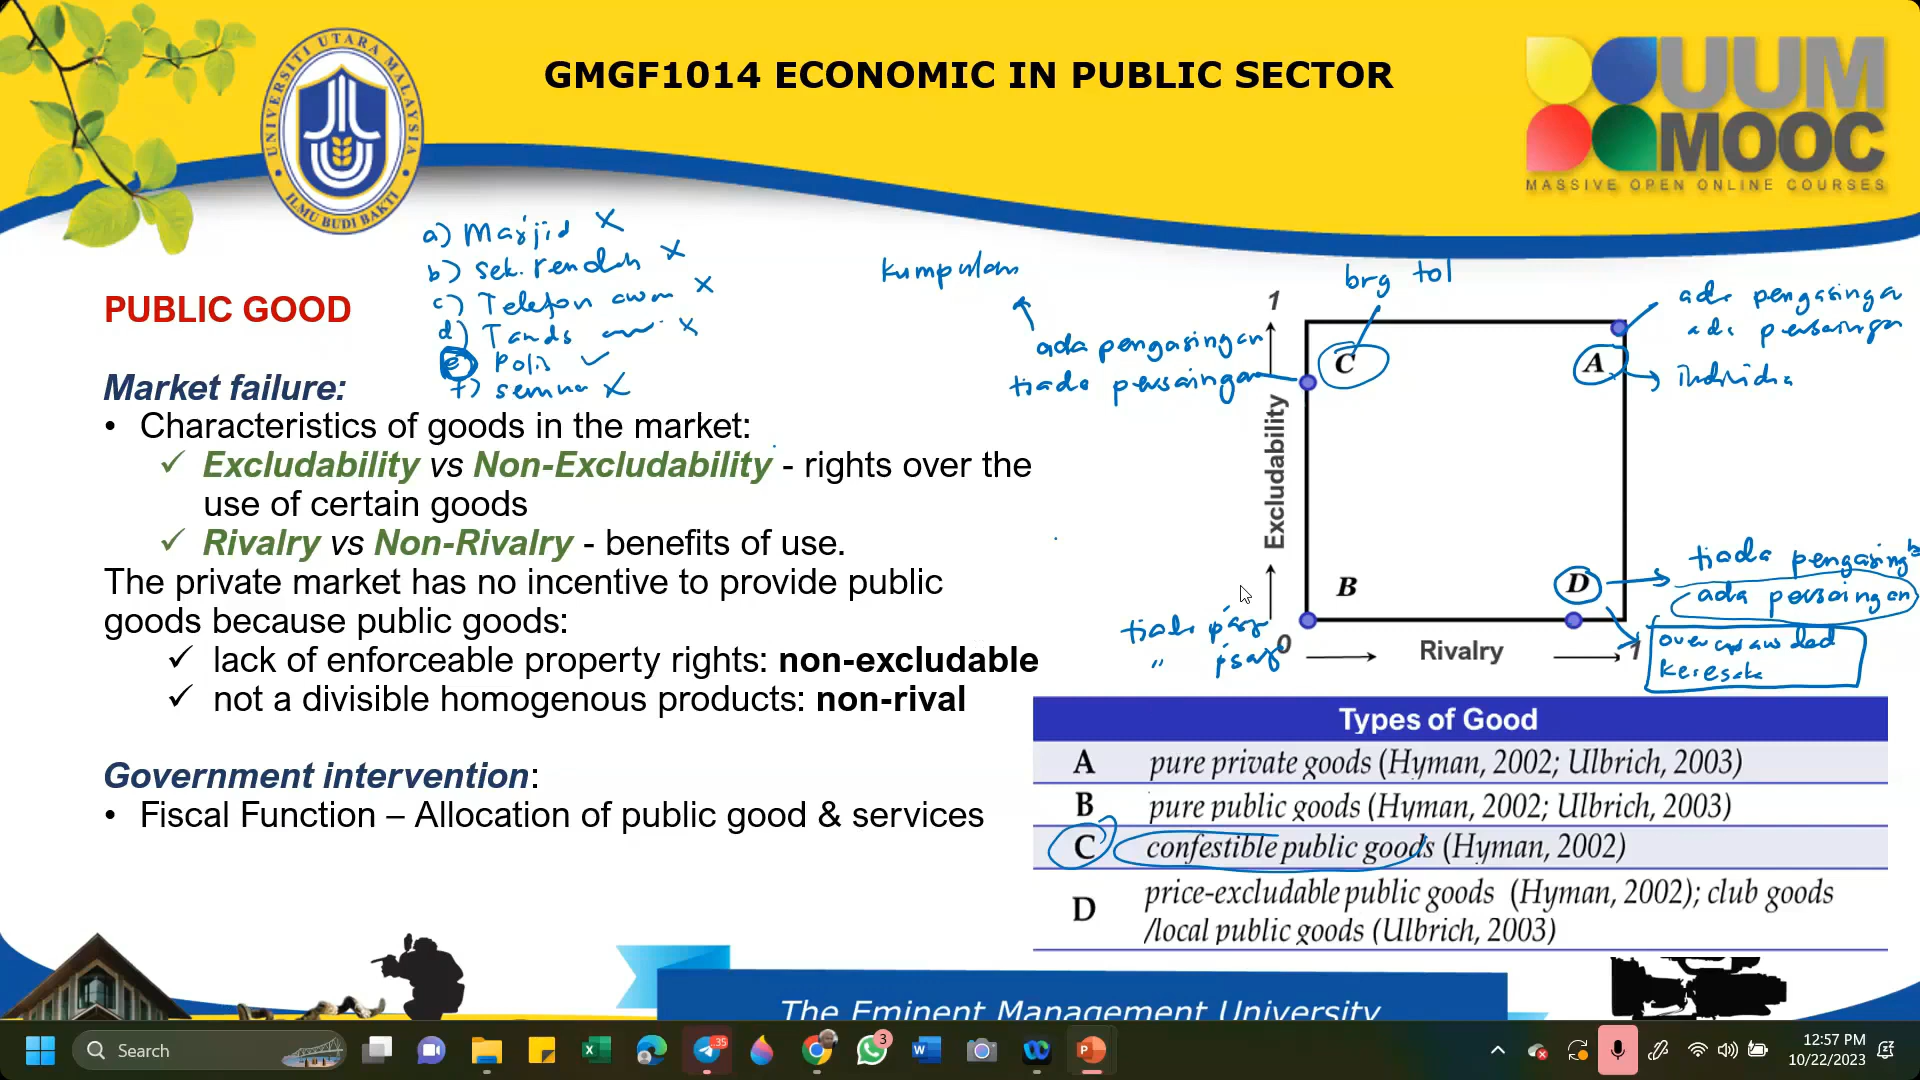 GMGF1014 ECONOMIC IN PUBLIC SECTOR
UNIVERSITI UTARA MALAYSIA
ILMU BUDI BAKTI
UUM
MOOC
MASSIVE OPEN ONLINE COURSES
a) Masjid X
b) Sek. rendah X
c) Telefon awam X
d) Tands X
e) Polis ✓
f) semua X
PUBLIC GOOD
Market failure:
• Characteristics of goods in the market:
✓ Excludability vs Non-Excludability - rights over the
use of certain goods
✓ Rivalry vs Non-Rivalry - benefits of use.
The private market has no incentive to provide public
goods because public goods:
✓ lack of enforceable property rights: non-excludable
✓ not a divisible homogenous products: non-rival
Government intervention:
• Fiscal Function – Allocation of public good & services
kumpulan
ada pengasingan
tiada persaingan
brg tol
ada pengasingan
ada persaingan
individu
1
C
A
Excludability
B
D
tiada pengasing
ada persaingan
tiada
"
0
Rivalry
1
over crawded
Types of Good
A pure private goods (Hyman, 2002; Ulbrich, 2003)
B pure public goods (Hyman, 2002; Ulbrich, 2003)
C confestible public goods (Hyman, 2002)
D price-excludable public goods (Hyman, 2002); club goods
/local public goods (Ulbrich, 2003)
The Eminent Management University
Search
35
3
12:57 PM
10/22/2023